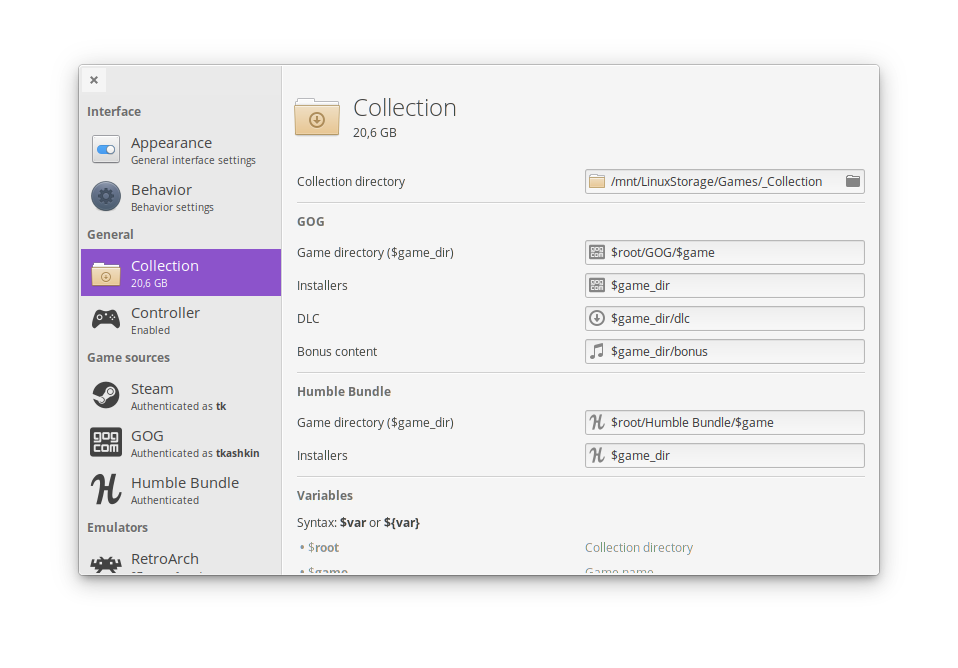 Interface
Appearance
General interface settings
Behavior
Behavior settings
General
Collection
20,6 GB
Controller
Enabled
Game sources
Steam
Authenticated as tk
GOG
Authenticated as tkashkin
Humble Bundle
Authenticated
Emulators
RetroArch
Collection
20,6 GB
Collection directory
/mnt/LinuxStorage/Games/_Collection
GOG
Game directory ($game_dir)
$root/GOG/$game
Installers
$game_dir
DLC
$game_dir/dlc
Bonus content
$game_dir/bonus
Humble Bundle
Game directory ($game_dir)
$root/Humble Bundle/$game
Installers
$game_dir
Variables
Syntax: $var or ${var}
• $root
Collection directory
• $game
Game name